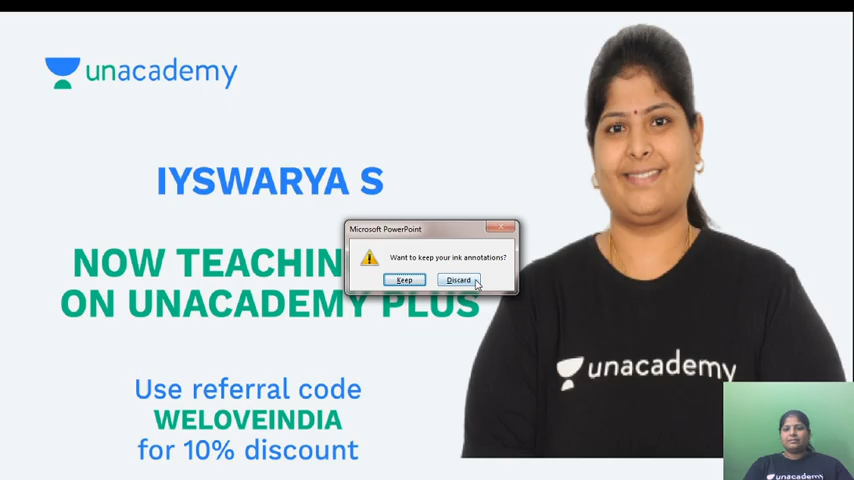 unacademy
IYSWARYA S
Microsoft PowerPoint
Want to keep your ink annotations?
Keep
Discard
NOW TEACHIN
ON UNACADEMY PLUS
Use referral code
WELOVEINDIA
for 10% discount
unacademy
unacademy